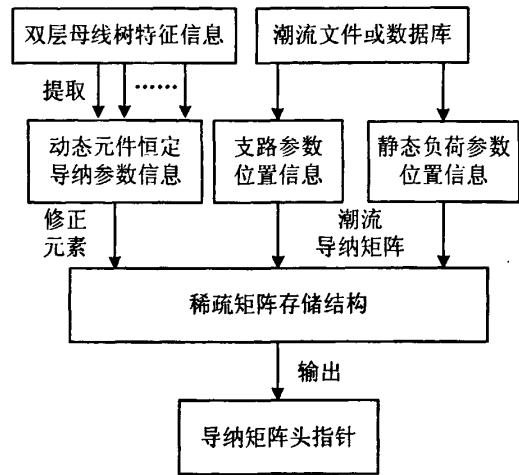 双层母线树特征信息
潮流文件或数据库
提取
……
动态元件恒定
导纳参数信息
支路参数
位置信息
静态负荷参数
位置信息
修正
元素
潮流
导纳矩阵
稀疏矩阵存储结构
输出
导纳矩阵头指针